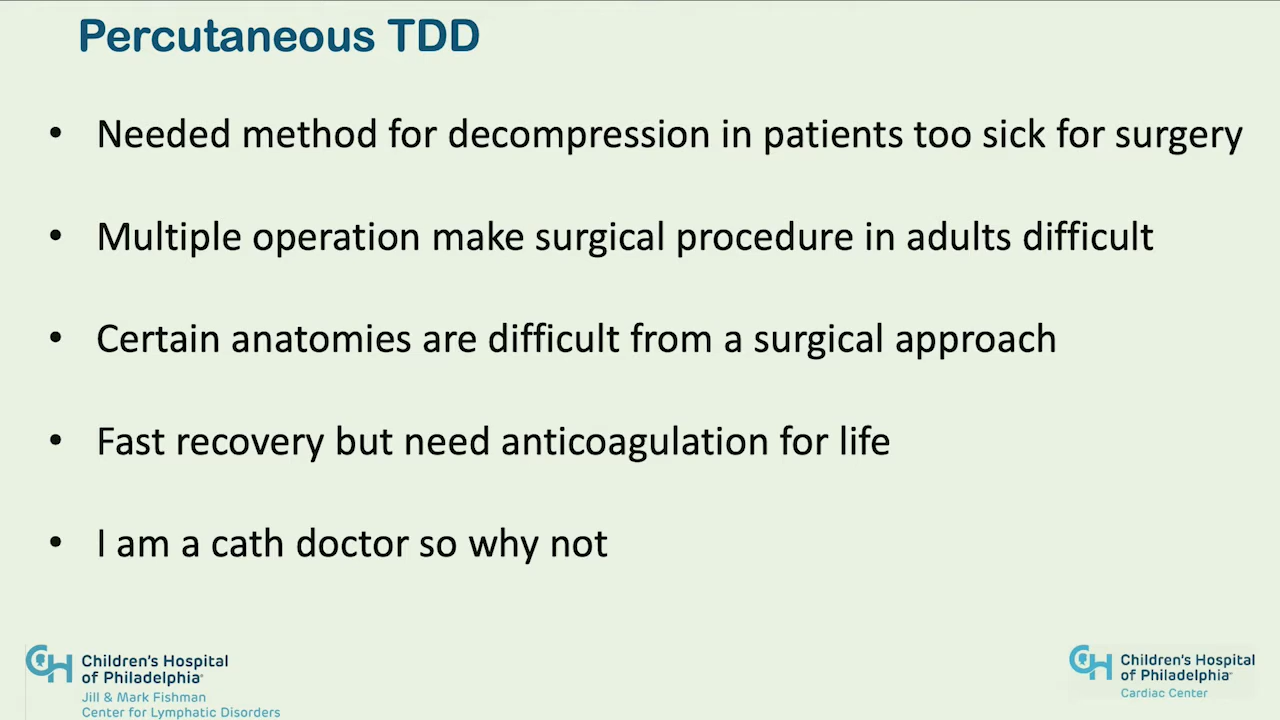 Percutaneous TDD
• Needed method for decompression in patients too sick for surgery
• Multiple operation make surgical procedure in adults difficult
• Certain anatomies are difficult from a surgical approach
• Fast recovery but need anticoagulation for life
• I am a cath doctor so why not
Children's Hospital
of Philadelphia
Jill & Mark Fishman
Center for Lymphatic Disorders
Children's Hospital
of Philadelphia
Cardiac Center